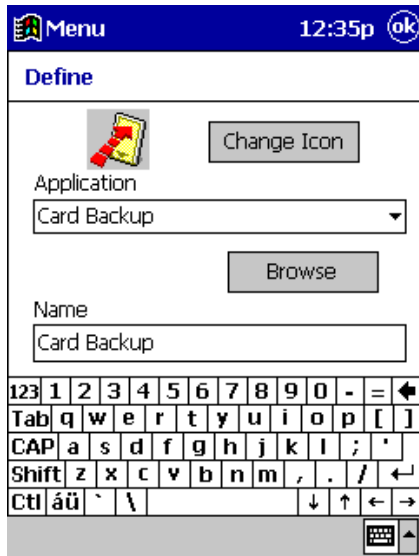 Menu 12:35p ok
Define
Change Icon
Application
Card Backup
Browse
Name
Card Backup
123 1 2 3 4 5 6 7 8 9 0 - = 🡸
Tab q w e r t y u i o p [ ]
CAP a s d f g h j k l ; '
Shift z x c v b n m , . / ↵
Ctl áü ` \ ↓ ↑ ← →